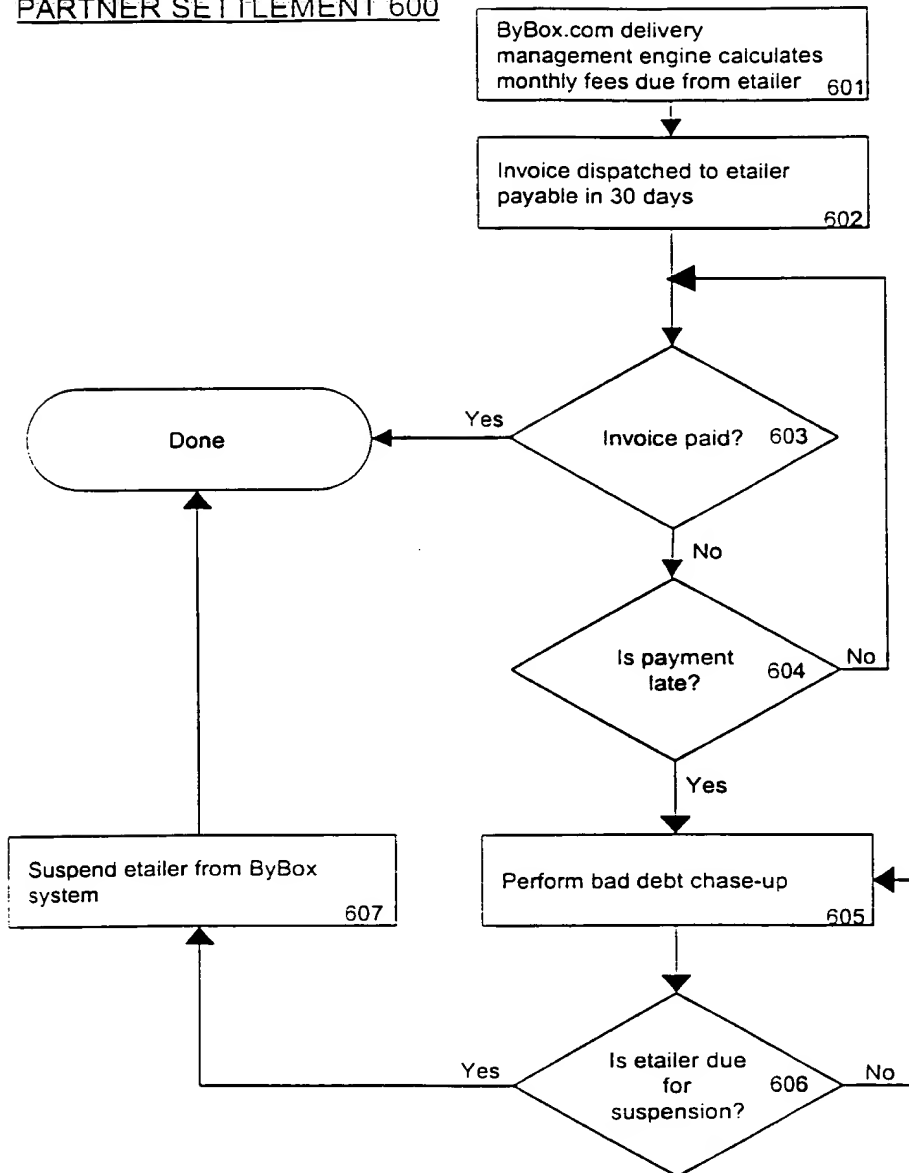 PARTNER SETTLEMENT 600
ByBox.com delivery
management engine calculates
monthly fees due from etailer
601
Invoice dispatched to etailer
payable in 30 days
602
Invoice paid? 603
Yes
Done
No
Is payment
late?
604
No
Yes
Perform bad debt chase-up
605
Suspend etailer from ByBox
system
607
Is etailer due
for
suspension?
606
Yes
No